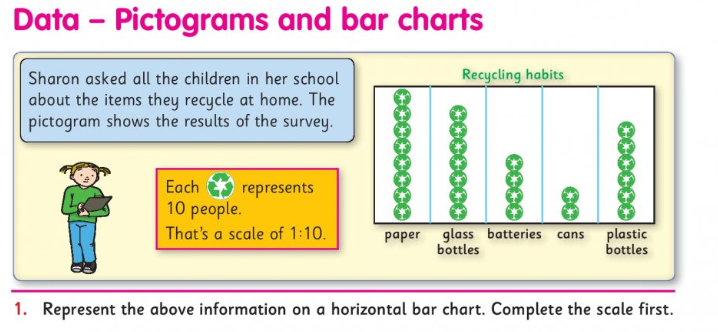 Data – Pictograms and bar charts
Sharon asked all the children in her school
about the items they recycle at home. The
pictogram shows the results of the survey.
Each represents
10 people.
That's a scale of 1:10.
Recycling habits
paper glass bottles batteries cans plastic bottles
1. Represent the above information on a horizontal bar chart. Complete the scale first.